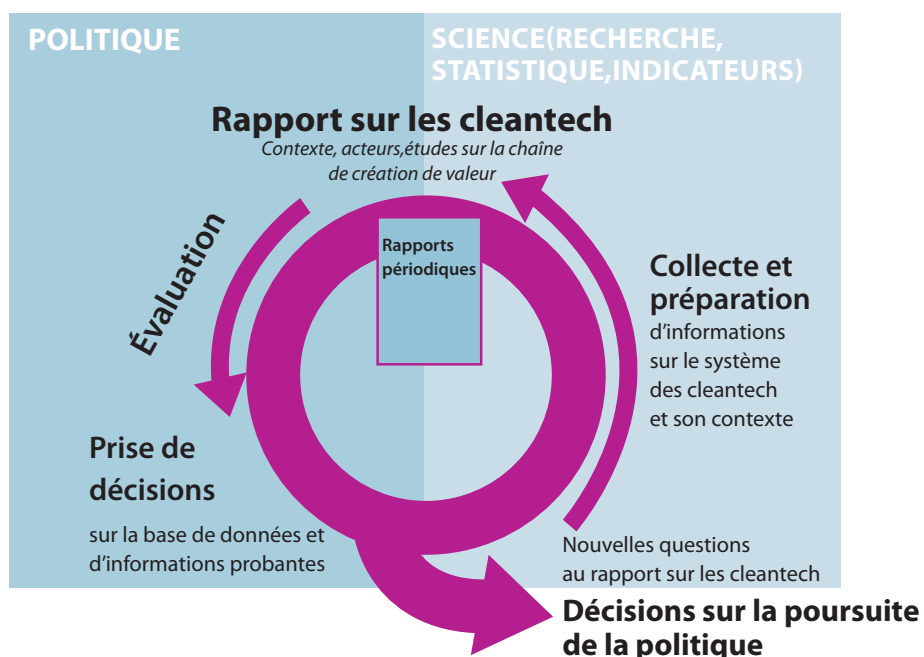 POLITIQUE
SCIENCE(RECHERCHE,
STATISTIQUE,INDICATEURS)
Rapport sur les cleantech
Contexte, acteurs,études sur la chaîne
de création de valeur
Évaluation
Rapports
périodiques
Collecte et
préparation
d'informations
sur le système
des cleantech
et son contexte
Prise de
décisions
sur la base de données et
d'informations probantes
Nouvelles questions
au rapport sur les cleantech
Décisions sur la poursuite
de la politique